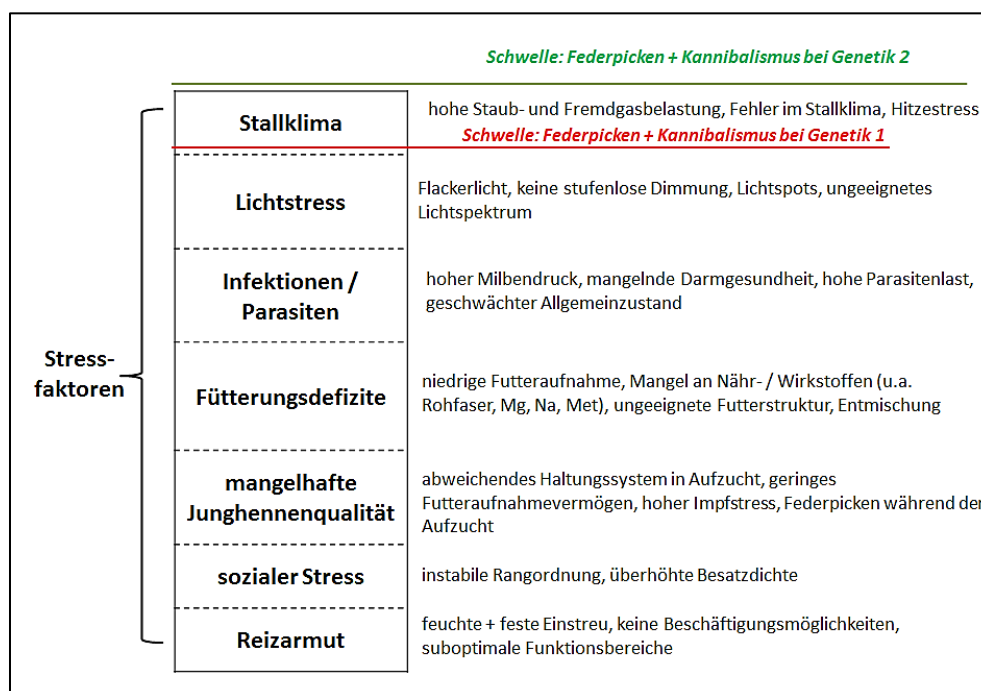 Schwelle: Federpicken + Kannibalismus bei Genetik 2
Stallklima
hohe Staub- und Fremdgasbelastung, Fehler im Stallklima, Hitzestress
Schwelle: Federpicken + Kannibalismus bei Genetik 1
Lichtstress
Flackerlicht, keine stufenlose Dimmung, Lichtspots, ungeeignetes
Lichtspektrum
Infektionen /
Parasiten
hoher Milbendruck, mangelnde Darmgesundheit, hohe Parasitenlast,
geschwächter Allgemeinzustand
Stress-
faktoren
Fütterungsdefizite
niedrige Futteraufnahme, Mangel an Nähr- / Wirkstoffen (u.a.
Rohfaser, Mg, Na, Met), ungeeignete Futterstruktur, Entmischung
mangelhafte
Junghennenqualität
abweichendes Haltungssystem in Aufzucht, geringes
Futteraufnahmevermögen, hoher Impfstress, Federpicken während der
Aufzucht
sozialer Stress
instabile Rangordnung, überhöhte Besatzdichte
Reizarmut
feuchte + feste Einstreu, keine Beschäftigungsmöglichkeiten,
suboptimale Funktionsbereiche